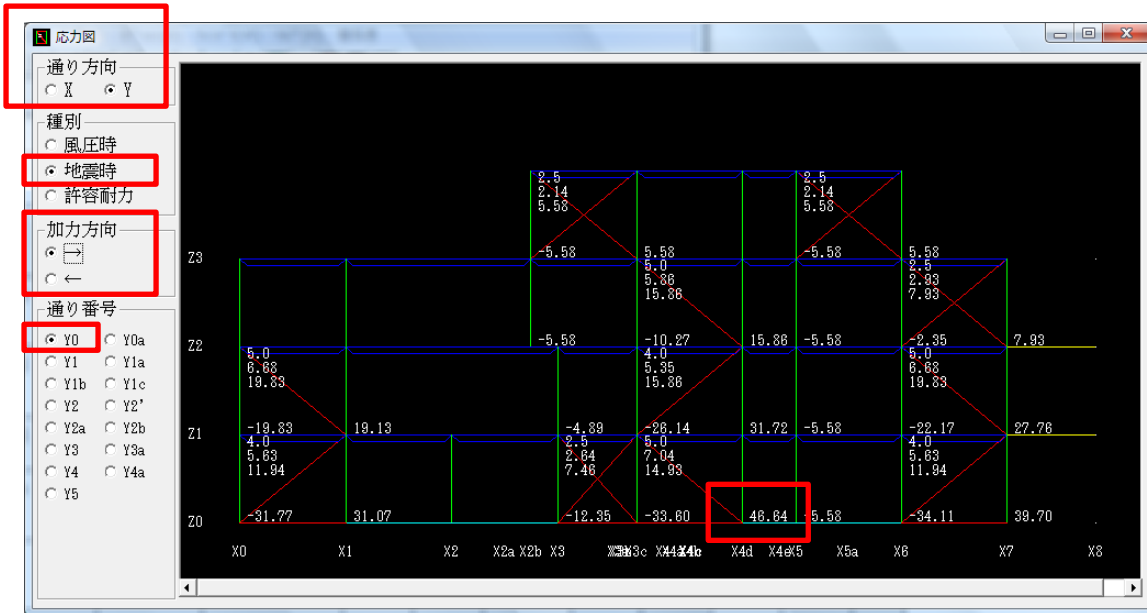 応力図
通り方向
X Y
種別
風圧時
地震時
許容耐力
加力方向
→
←
通り番号
Y0 Y0a
Y1 Y1a
Y1b Y1c
Y2 Y2'
Y2a Y2b
Y3 Y3a
Y4 Y4a
Y5
2.5 2.5
2.14 2.14
5.58 5.58
Z3 -5.58 5.58 -5.58 5.58
5.0 2.5
5.86 2.93
15.86 7.93
Z2 -5.58 -10.27 15.86 -5.58 -2.35 7.93
5.0 4.0 5.0
6.68 5.35 6.68
19.83 15.86 19.83
Z1 -19.83 19.13 -4.89 -26.14 31.72 -5.58 -22.17 27.76
4.0 2.5 5.0 4.0
5.63 2.64 7.04 5.63
11.94 7.46 14.93 11.94
Z0 -31.77 31.07 -12.35 -33.60 46.64 -5.58 -34.11 39.70
X0 X1 X2 X2a X2b X3 X4d X5 X5a X6 X7 X8